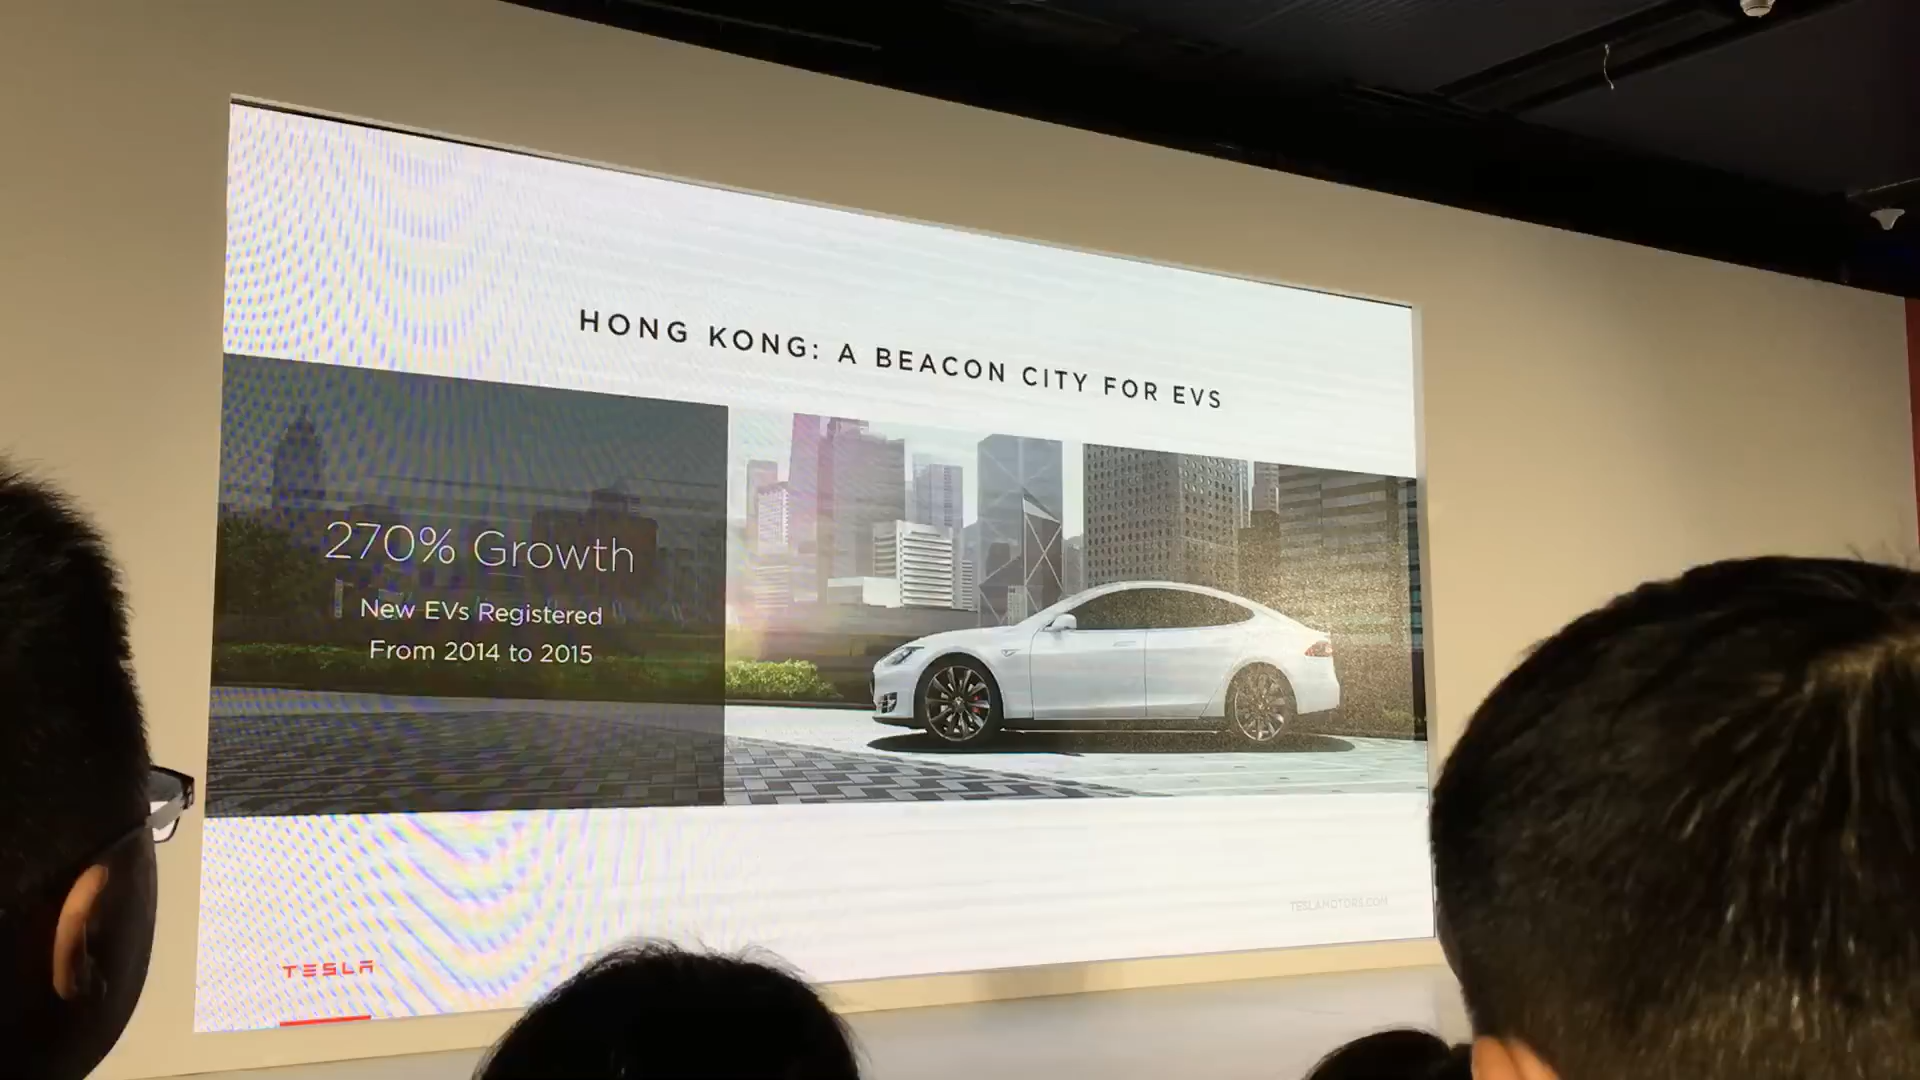 HONG KONG: A BEACON CITY FOR EVS
270% Growth
New EVs Registered
From 2014 to 2015
TESLAMOTORS.COM
TESLA